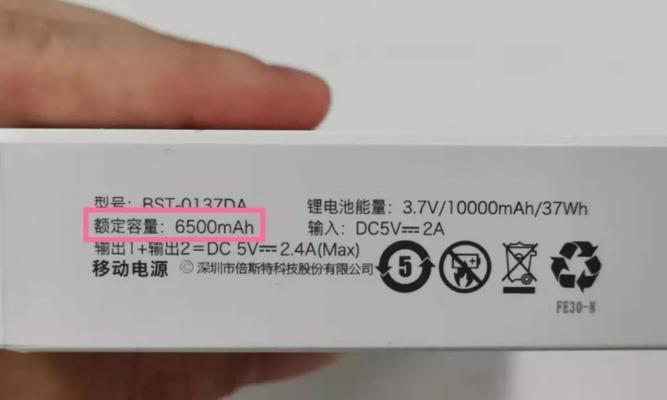 型号：BST-0137DA
锂电池能量：3.7V/10000mAh/37Wh
额定容量：6500mAh
输入：DC5V⎓2A
输出1+输出2=DC 5V⎓2.4A(Max)
移动电源 ©深圳市倍斯特科技股份有限公司
5
FE30-N